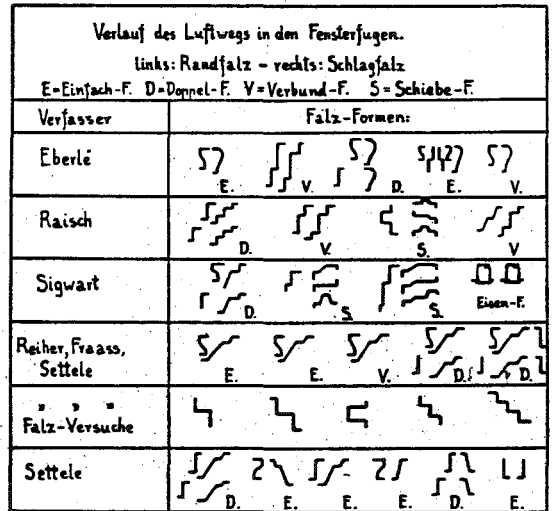 Verlauf des Luftwegs in den Fensterfugen.
links: Randfalz - rechts: Schlagfalz
E=Einfach-F. D=Doppel-F. V=Verbund-F. S=Schiebe-F.
Verfasser Falz-Formen:
Eberlé E. V. D. E. V.
Raisch D. V. S. V
Sigwart D. S. S. Eisen-F.
Reiher, Fraass,
Settele E. E. V. D. D.
" " "
Falz-Versuche
Settele D. E. E. E. D. E.